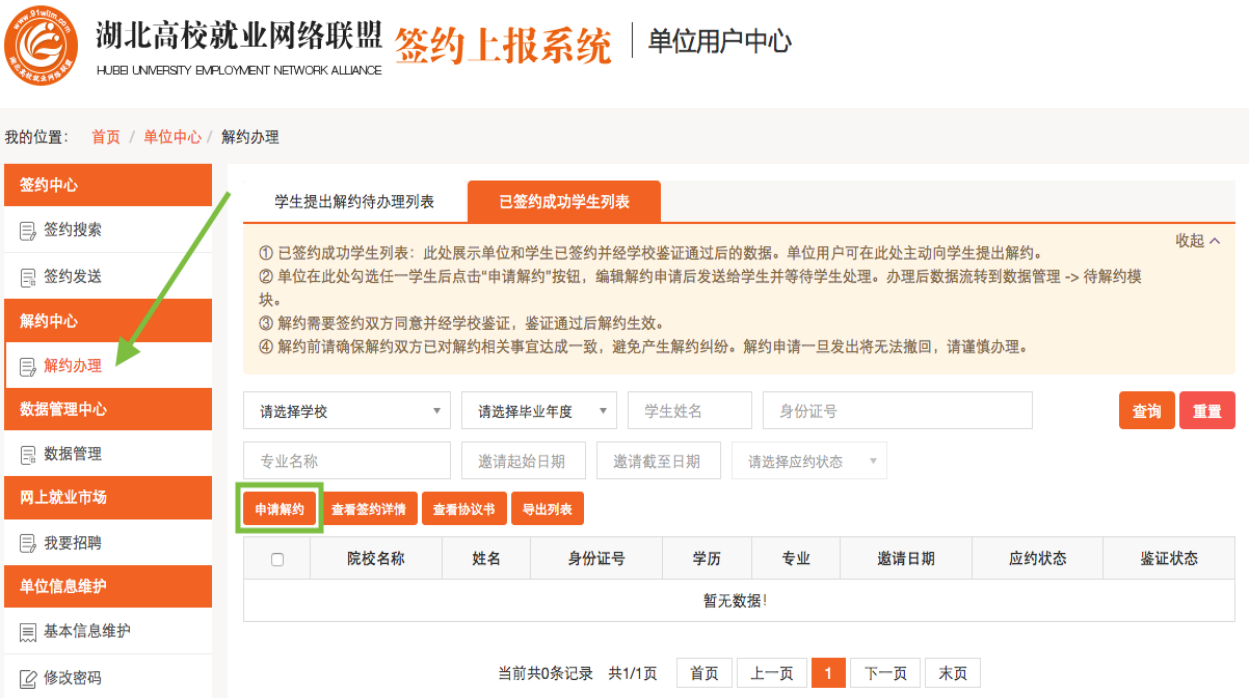 www.91wllm.com
湖北高校就业网络联盟
湖北高校就业网络联盟 签约上报系统 单位用户中心
HUBEI UNIVERSITY EMPLOYMENT NETWORK ALLIANCE
我的位置： 首页 / 单位中心 / 解约办理
签约中心
签约搜索
签约发送
解约中心
解约办理
数据管理中心
数据管理
网上就业市场
我要招聘
单位信息维护
基本信息维护
修改密码
学生提出解约待办理列表 已签约成功学生列表
收起
① 已签约成功学生列表：此处展示单位和学生已签约并经学校鉴证通过后的数据。单位用户可在此处主动向学生提出解约。
② 单位在此处勾选任一学生后点击“申请解约”按钮，编辑解约申请后发送给学生并等待学生处理。办理后数据流转到数据管理 -> 待解约模
块。
③ 解约需要签约双方同意并经学校鉴证，鉴证通过后解约生效。
④ 解约前请确保解约双方已对解约相关事宜达成一致，避免产生解约纠纷。解约申请一旦发出将无法撤回，请谨慎办理。
请选择学校 请选择毕业年度 学生姓名 身份证号 查询 重置
专业名称 邀请起始日期 邀请截至日期 请选择应约状态
申请解约 查看签约详情 查看协议书 导出列表
院校名称 姓名 身份证号 学历 专业 邀请日期 应约状态 鉴证状态
暂无数据！
当前共0条记录 共1/1页 首页 上一页 1 下一页 末页